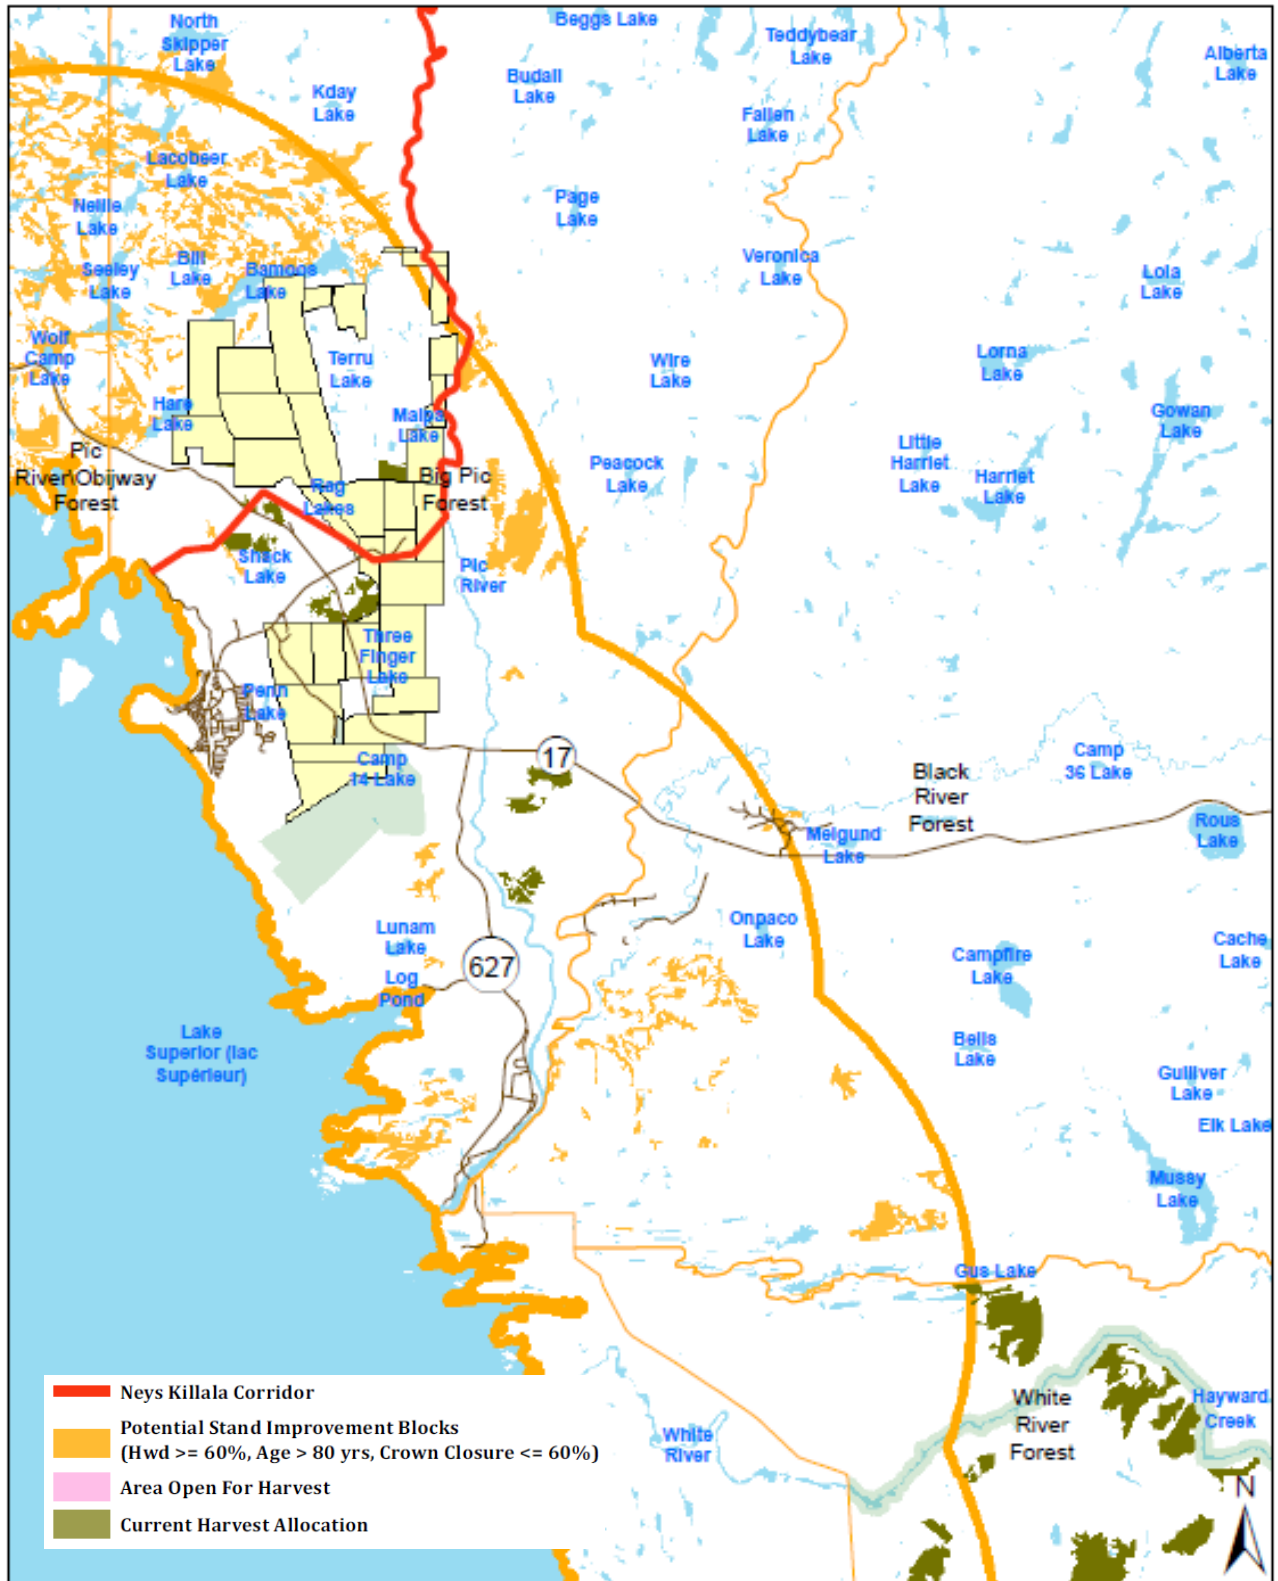 North
Skipper
Lake
Beggs Lake
Teddybear
Lake
Alberta
Lake
Budall
Lake
Kday
Lake
Fallen
Lake
Lacobeer
Lake
Page
Lake
Nellie
Lake
Bill
Lake
Bamoos
Lake
Seeley
Lake
Veronica
Lake
Lola
Lake
Wolf
Camp
Lake
Terru
Lake
Wire
Lake
Lorna
Lake
Hare
Lake
Malpa
Lake
Gowan
Lake
Pic
River\Obijway
Forest
Big Pic
Forest
Peacock
Lake
Little
Harriet
Lake
Harriet
Lake
Rag
Lakes
Shack
Lake
Pic
River
Three
Finger
Lake
Penn
Lake
Camp
14 Lake
17
Camp
36 Lake
Black
River
Forest
Melgund
Lake
Rous
Lake
Lunam
Lake
Onpaco
Lake
Cache
Lake
Campfire
Lake
627
Log
Pond
Lake
Superior (lac
Supérieur)
Bells
Lake
Gulliver
Lake
Elk Lake
Mussy
Lake
Gus Lake
White
River
Forest
Hayward
Creek
White
River
N
Neys Killala Corridor
Potential Stand Improvement Blocks
(Hwd >= 60%, Age > 80 yrs, Crown Closure <= 60%)
Area Open For Harvest
Current Harvest Allocation